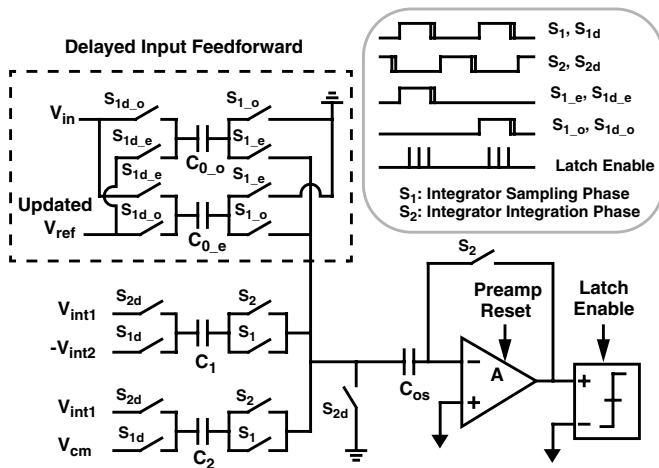 Delayed Input Feedforward
S1, S1d
S2, S2d
S1_e, S1d_e
S1_o, S1d_o
Latch Enable
S1: Integrator Sampling Phase
S2: Integrator Integration Phase
Vin
S1d_o
S1_o
S1d_e
S1_e
C0_o
S1d_e
S1_e
Updated
Vref
S1d_o
S1_o
C0_e
Vint1
S2d
S2
-Vint2
S1d
S1
C1
Vint1
S2d
S2
Vcm
S1d
S1
C2
S2d
Cos
S2
Preamp
Reset
A
−
+
Latch
Enable
+
−